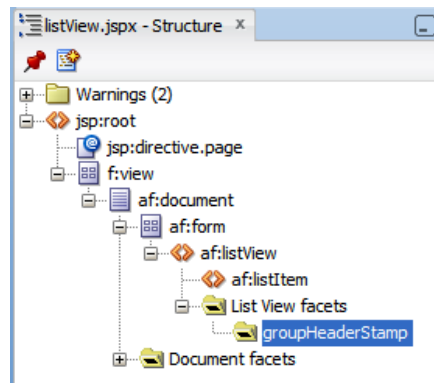 listView.jspx - Structure x
Warnings (2)
jsp:root
jsp:directive.page
f:view
af:document
af:form
af:listView
af:listItem
List View facets
groupHeaderStamp
Document facets